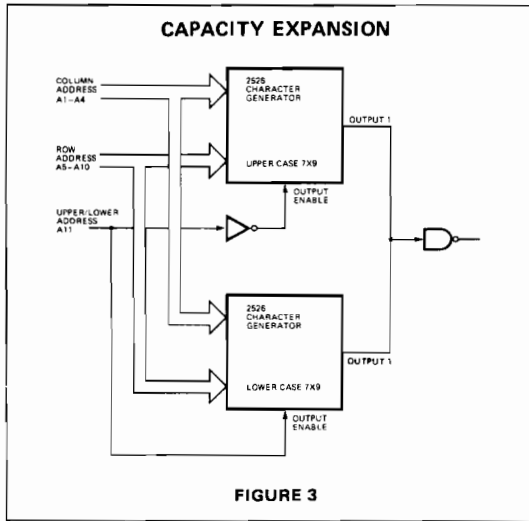 CAPACITY EXPANSION
COLUMN
ADDRESS
A1-A4
2526
CHARACTER
GENERATOR
OUTPUT 1
ROW
ADDRESS
A5-A10
UPPER CASE 7X9
OUTPUT
ENABLE
UPPER/LOWER
ADDRESS
A11
2526
CHARACTER
GENERATOR
OUTPUT 1
LOWER CASE 7X9
OUTPUT
ENABLE
FIGURE 3